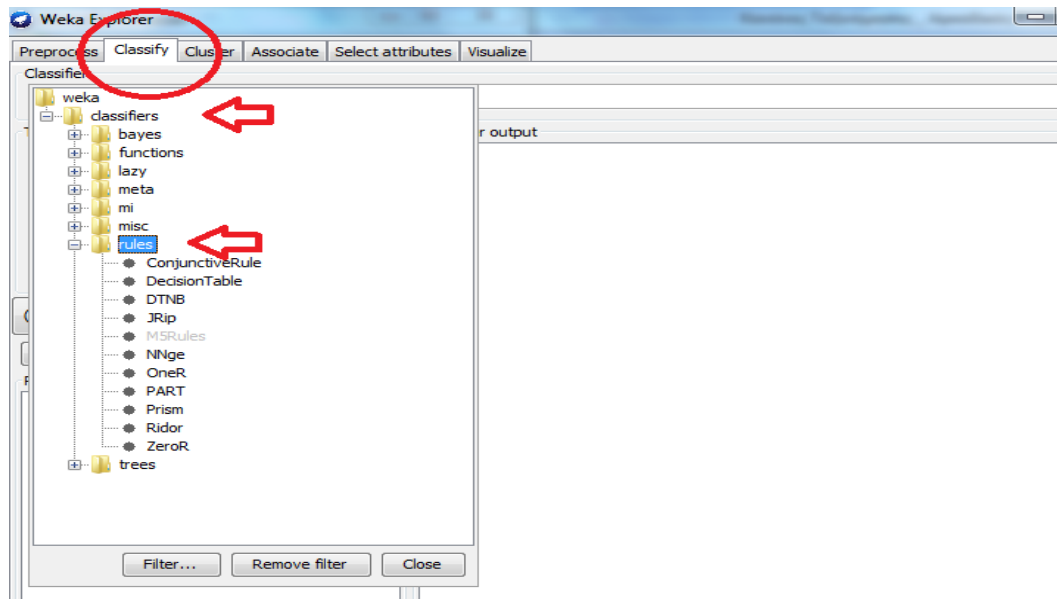 Weka Explorer
Preprocess Classify Cluster Associate Select attributes Visualize
Classifier
weka
classifiers
r output
bayes
functions
lazy
meta
mi
misc
rules
ConjunctiveRule
DecisionTable
DTNB
JRip
M5Rules
NNge
OneR
PART
Prism
Ridor
ZeroR
trees
Filter... Remove filter Close